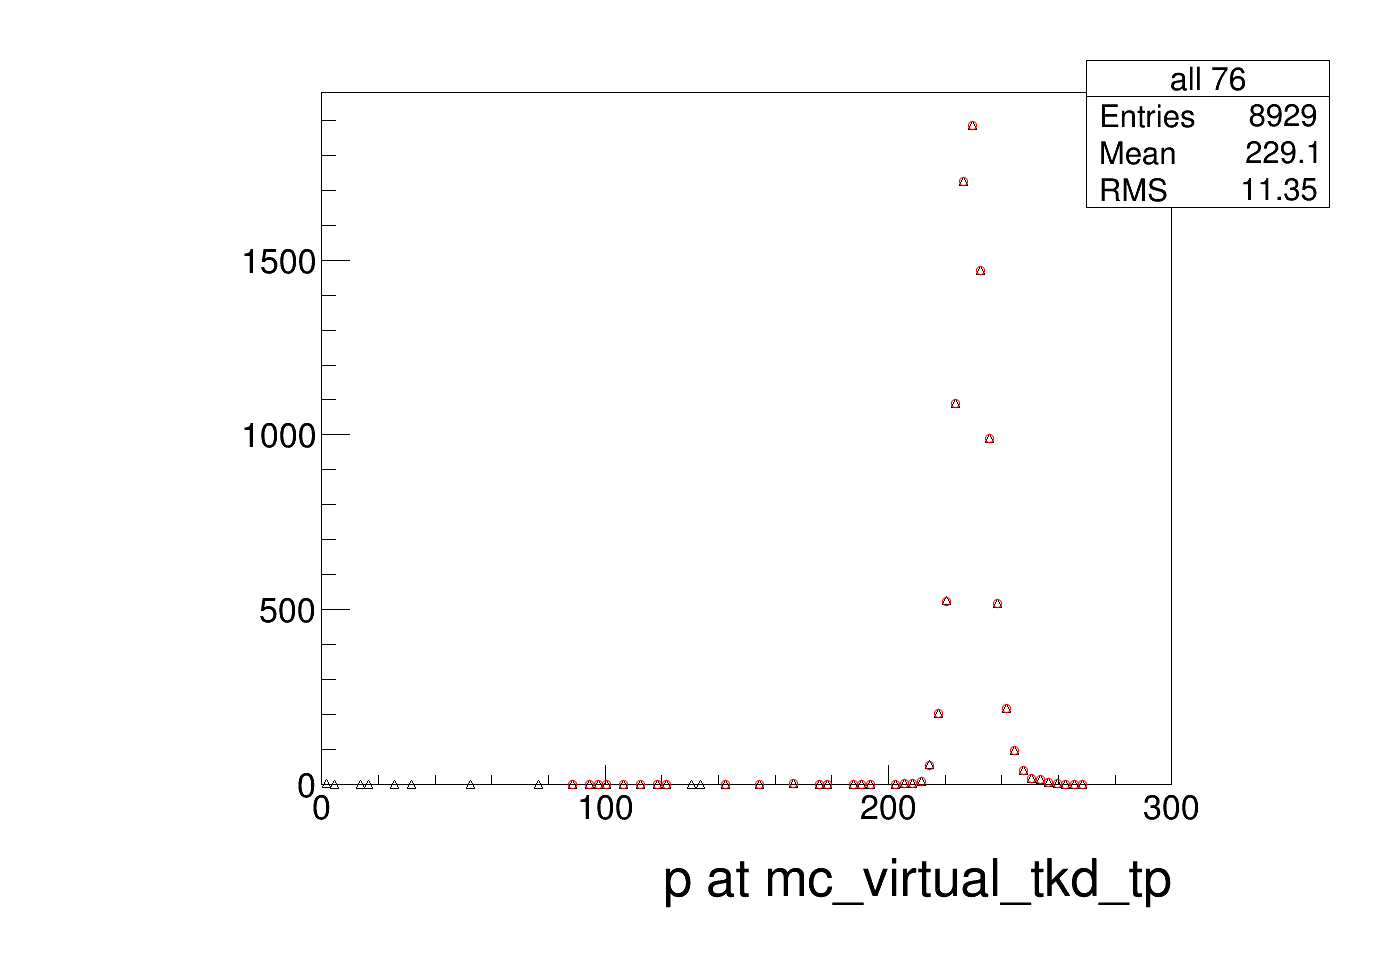 all 76
Entries 8929
Mean 229.1
RMS 11.35
1500
1000
500
0
0 100 200 300
p at mc_virtual_tkd_tp